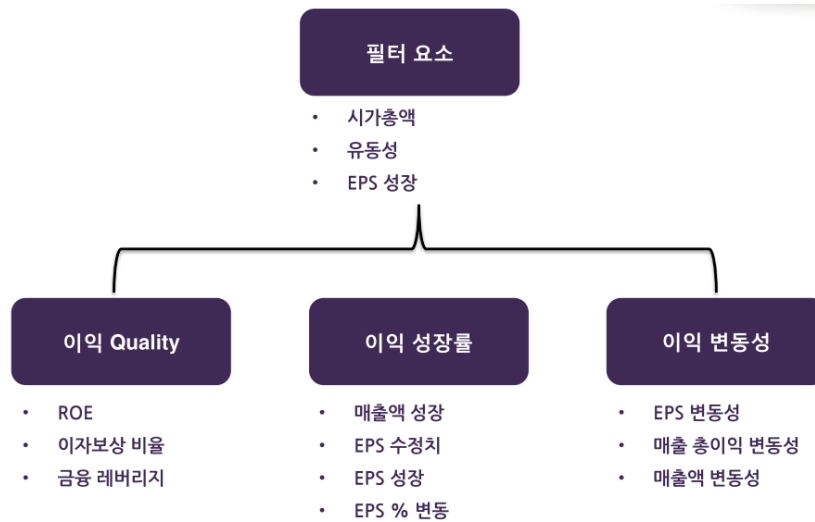 필터 요소
• 시가총액
• 유동성
• EPS 성장
이익 Quality
• ROE
• 이자보상 비율
• 금융 레버리지
이익 성장률
• 매출액 성장
• EPS 수정치
• EPS 성장
• EPS % 변동
이익 변동성
• EPS 변동성
• 매출 총이익 변동성
• 매출액 변동성